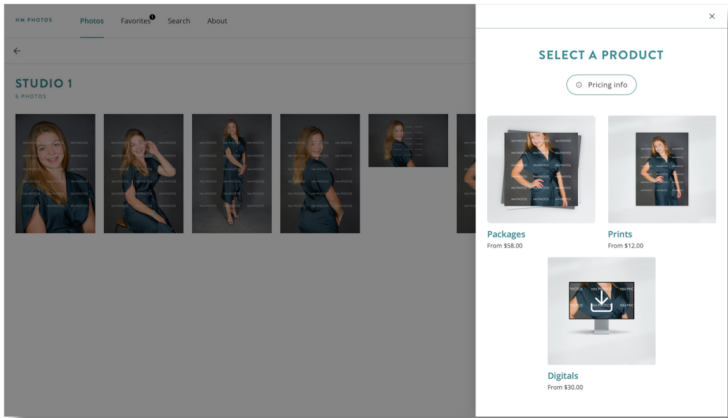 HM PHOTOS
Photos
Favorites
Search
About
STUDIO 1
6 PHOTOS
SELECT A PRODUCT
Pricing info
Packages
From $58.00
Prints
From $12.00
Digitals
From $30.00